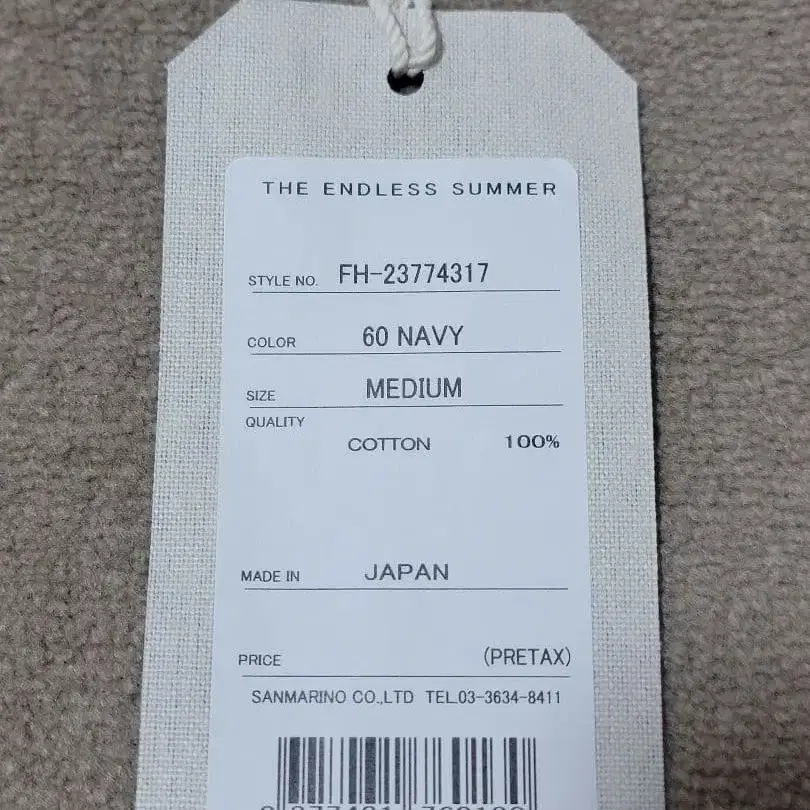 THE ENDLESS SUMMER
STYLE NO. FH-23774317
COLOR 60 NAVY
SIZE MEDIUM
QUALITY
COTTON 100%
MADE IN JAPAN
PRICE (PRETAX)
SANMARINO CO.,LTD TEL.03-3634-8411